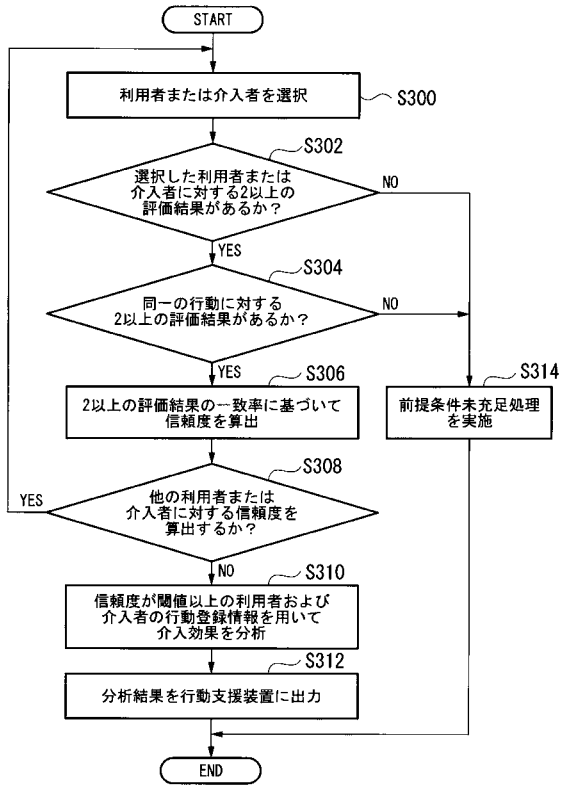 START
利用者または介入者を選択
S300
S302
選択した利用者または
介入者に対する2以上の
評価結果があるか？
NO
YES
S304
同一の行動に対する
2以上の評価結果があるか？
NO
YES
S306
2以上の評価結果の一致率に基づいて
信頼度を算出
S314
前提条件未充足処理
を実施
S308
他の利用者または
介入者に対する信頼度を
算出するか？
YES
NO
S310
信頼度が閾値以上の利用者および
介入者の行動登録情報を用いて
介入効果を分析
S312
分析結果を行動支援装置に出力
END